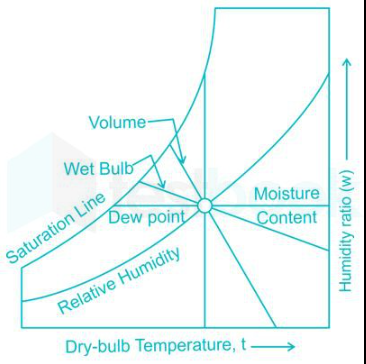 Volume
Wet Bulb
Moisture
Content
Dew point
Saturation Line
Relative Humidity
Humidity ratio (w)
Dry-bulb Temperature, t